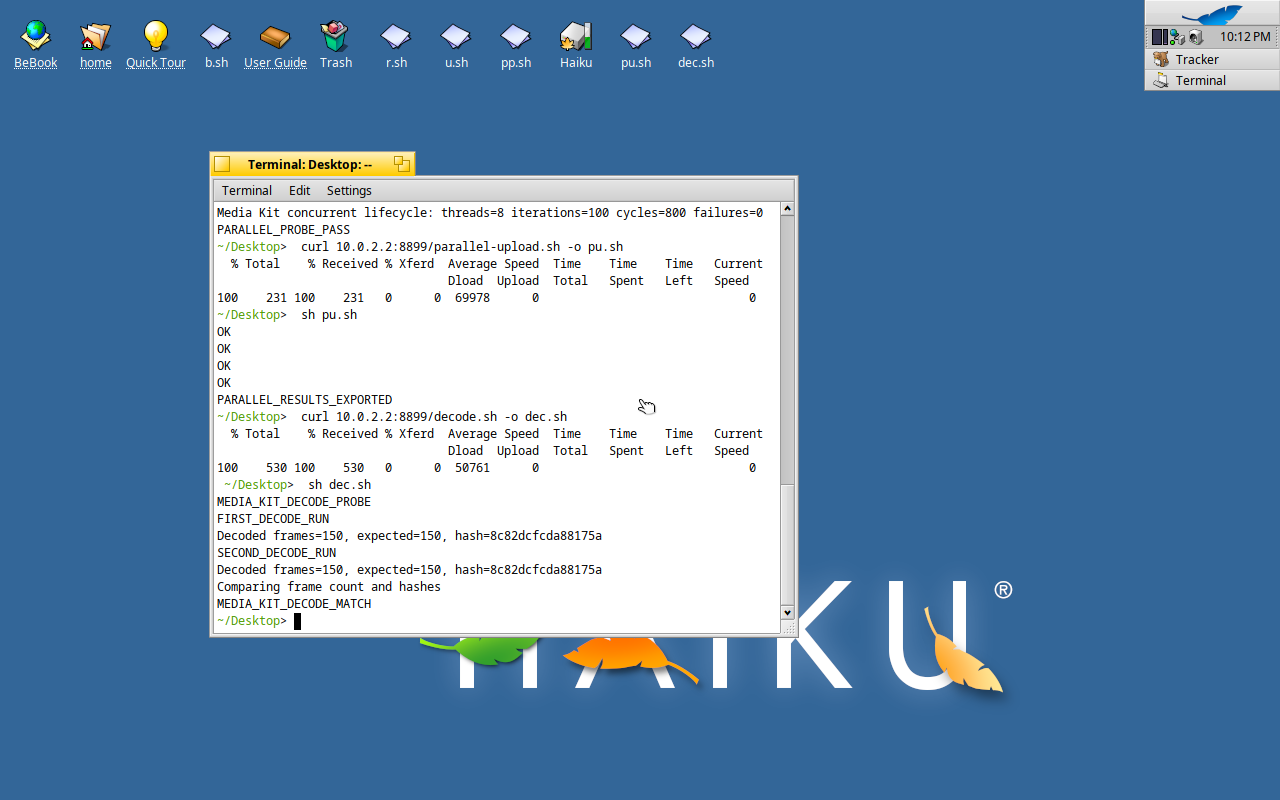 BeBook home Quick Tour b.sh User Guide Trash r.sh u.sh pp.sh Haiku pu.sh dec.sh
10:12 PM
Tracker
Terminal
Terminal: Desktop: --
Terminal Edit Settings
Media Kit concurrent lifecycle: threads=8 iterations=100 cycles=800 failures=0
PARALLEL_PROBE_PASS
~/Desktop> curl 10.0.2.2:8899/parallel-upload.sh -o pu.sh
% Total % Received % Xferd Average Speed Time Time Time Current
Dload Upload Total Spent Left Speed
100 231 100 231 0 0 69978 0 0
~/Desktop> sh pu.sh
OK
OK
OK
OK
PARALLEL_RESULTS_EXPORTED
~/Desktop> curl 10.0.2.2:8899/decode.sh -o dec.sh
% Total % Received % Xferd Average Speed Time Time Time Current
Dload Upload Total Spent Left Speed
100 530 100 530 0 0 50761 0 0
~/Desktop> sh dec.sh
MEDIA_KIT_DECODE_PROBE
FIRST_DECODE_RUN
Decoded frames=150, expected=150, hash=8c82dcfcda88175a
SECOND_DECODE_RUN
Decoded frames=150, expected=150, hash=8c82dcfcda88175a
Comparing frame count and hashes
MEDIA_KIT_DECODE_MATCH
~/Desktop>
HAIKU®